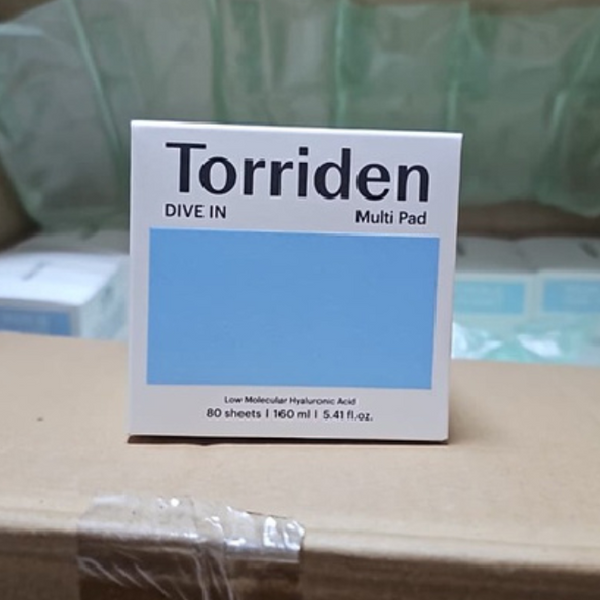 Torriden
DIVE IN
Multi Pad
Low Molecular Hyaluronic Acid
80 sheets | 160 ml | 5.41 fl.oz.